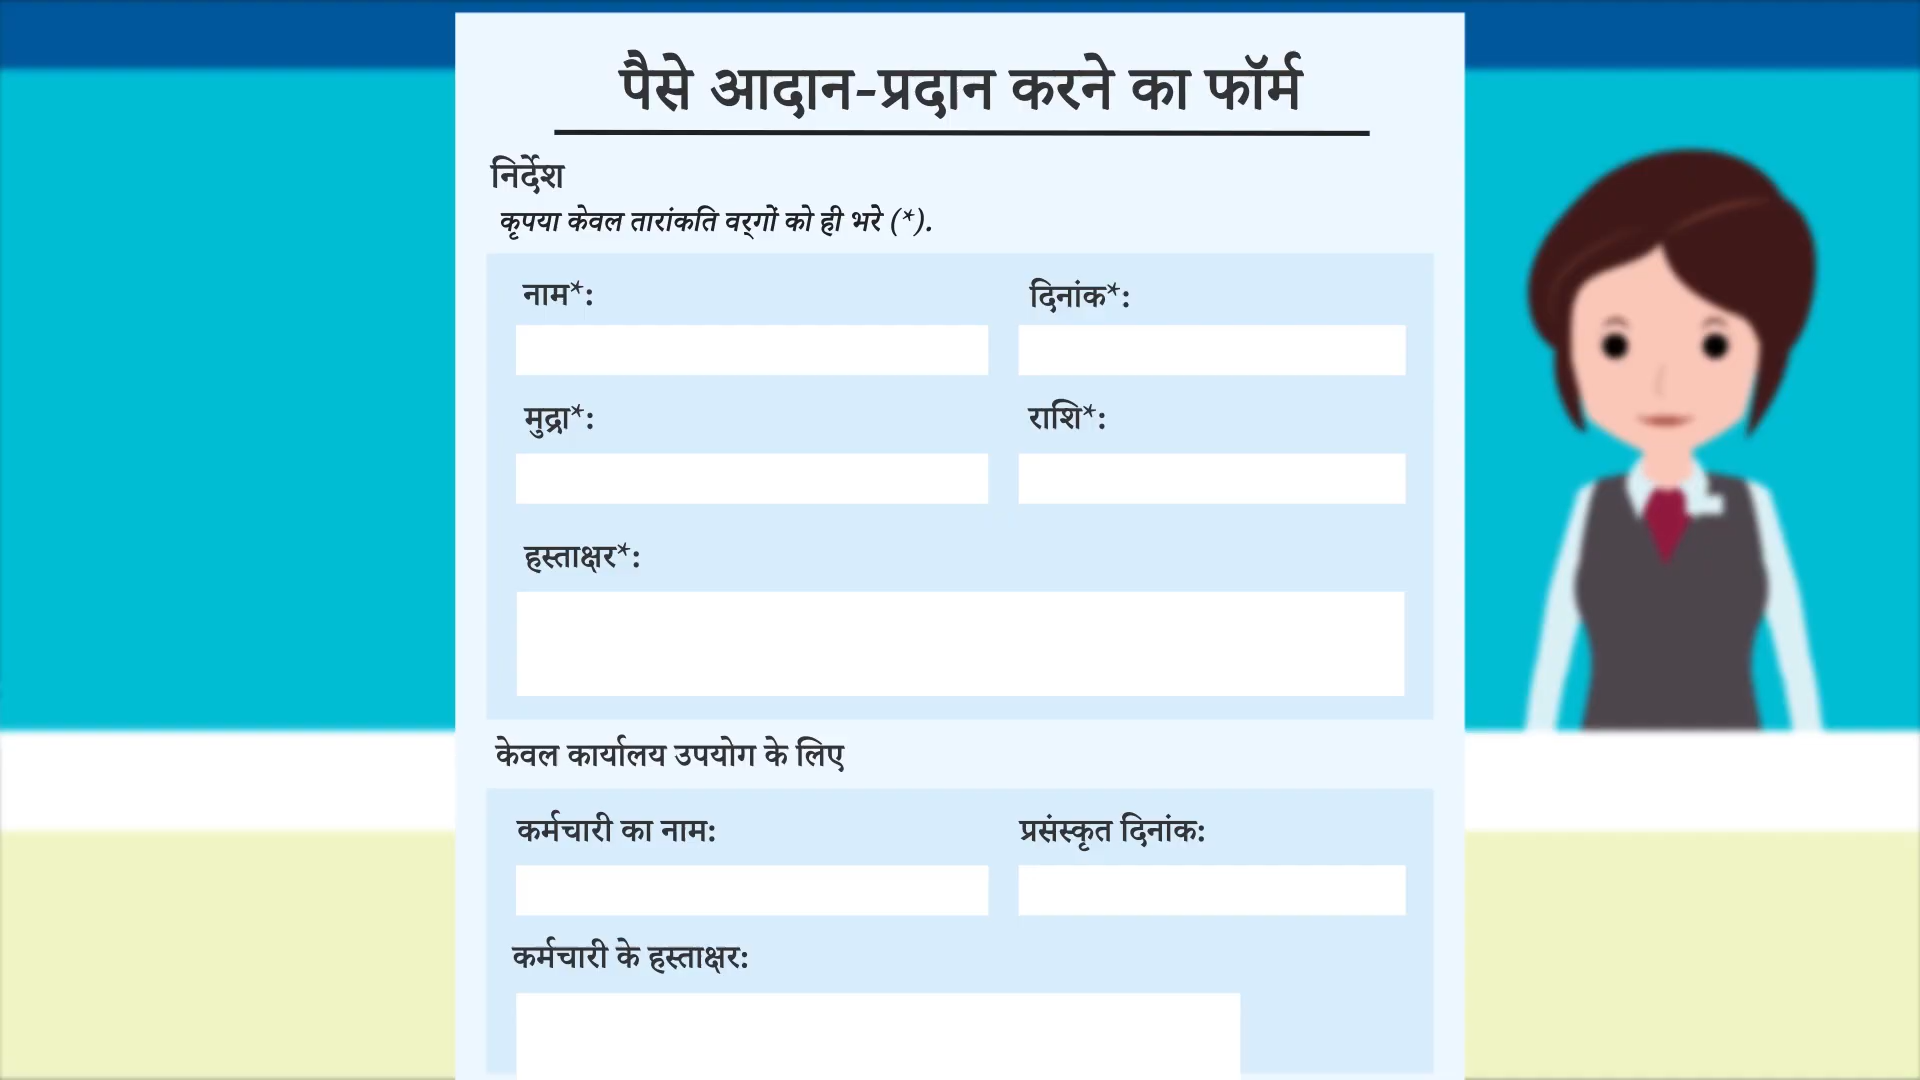 पैसे आदान-प्रदान करने का फॉर्म
निर्देश
कृपया केवल तारांकति वर्गों को ही भरे (*).
नाम*: दिनांक*:
मुद्रा*: राशि*:
हस्ताक्षर*:
केवल कार्यालय उपयोग के लिए
कर्मचारी का नाम: प्रसंस्कृत दिनांक:
कर्मचारी के हस्ताक्षर: